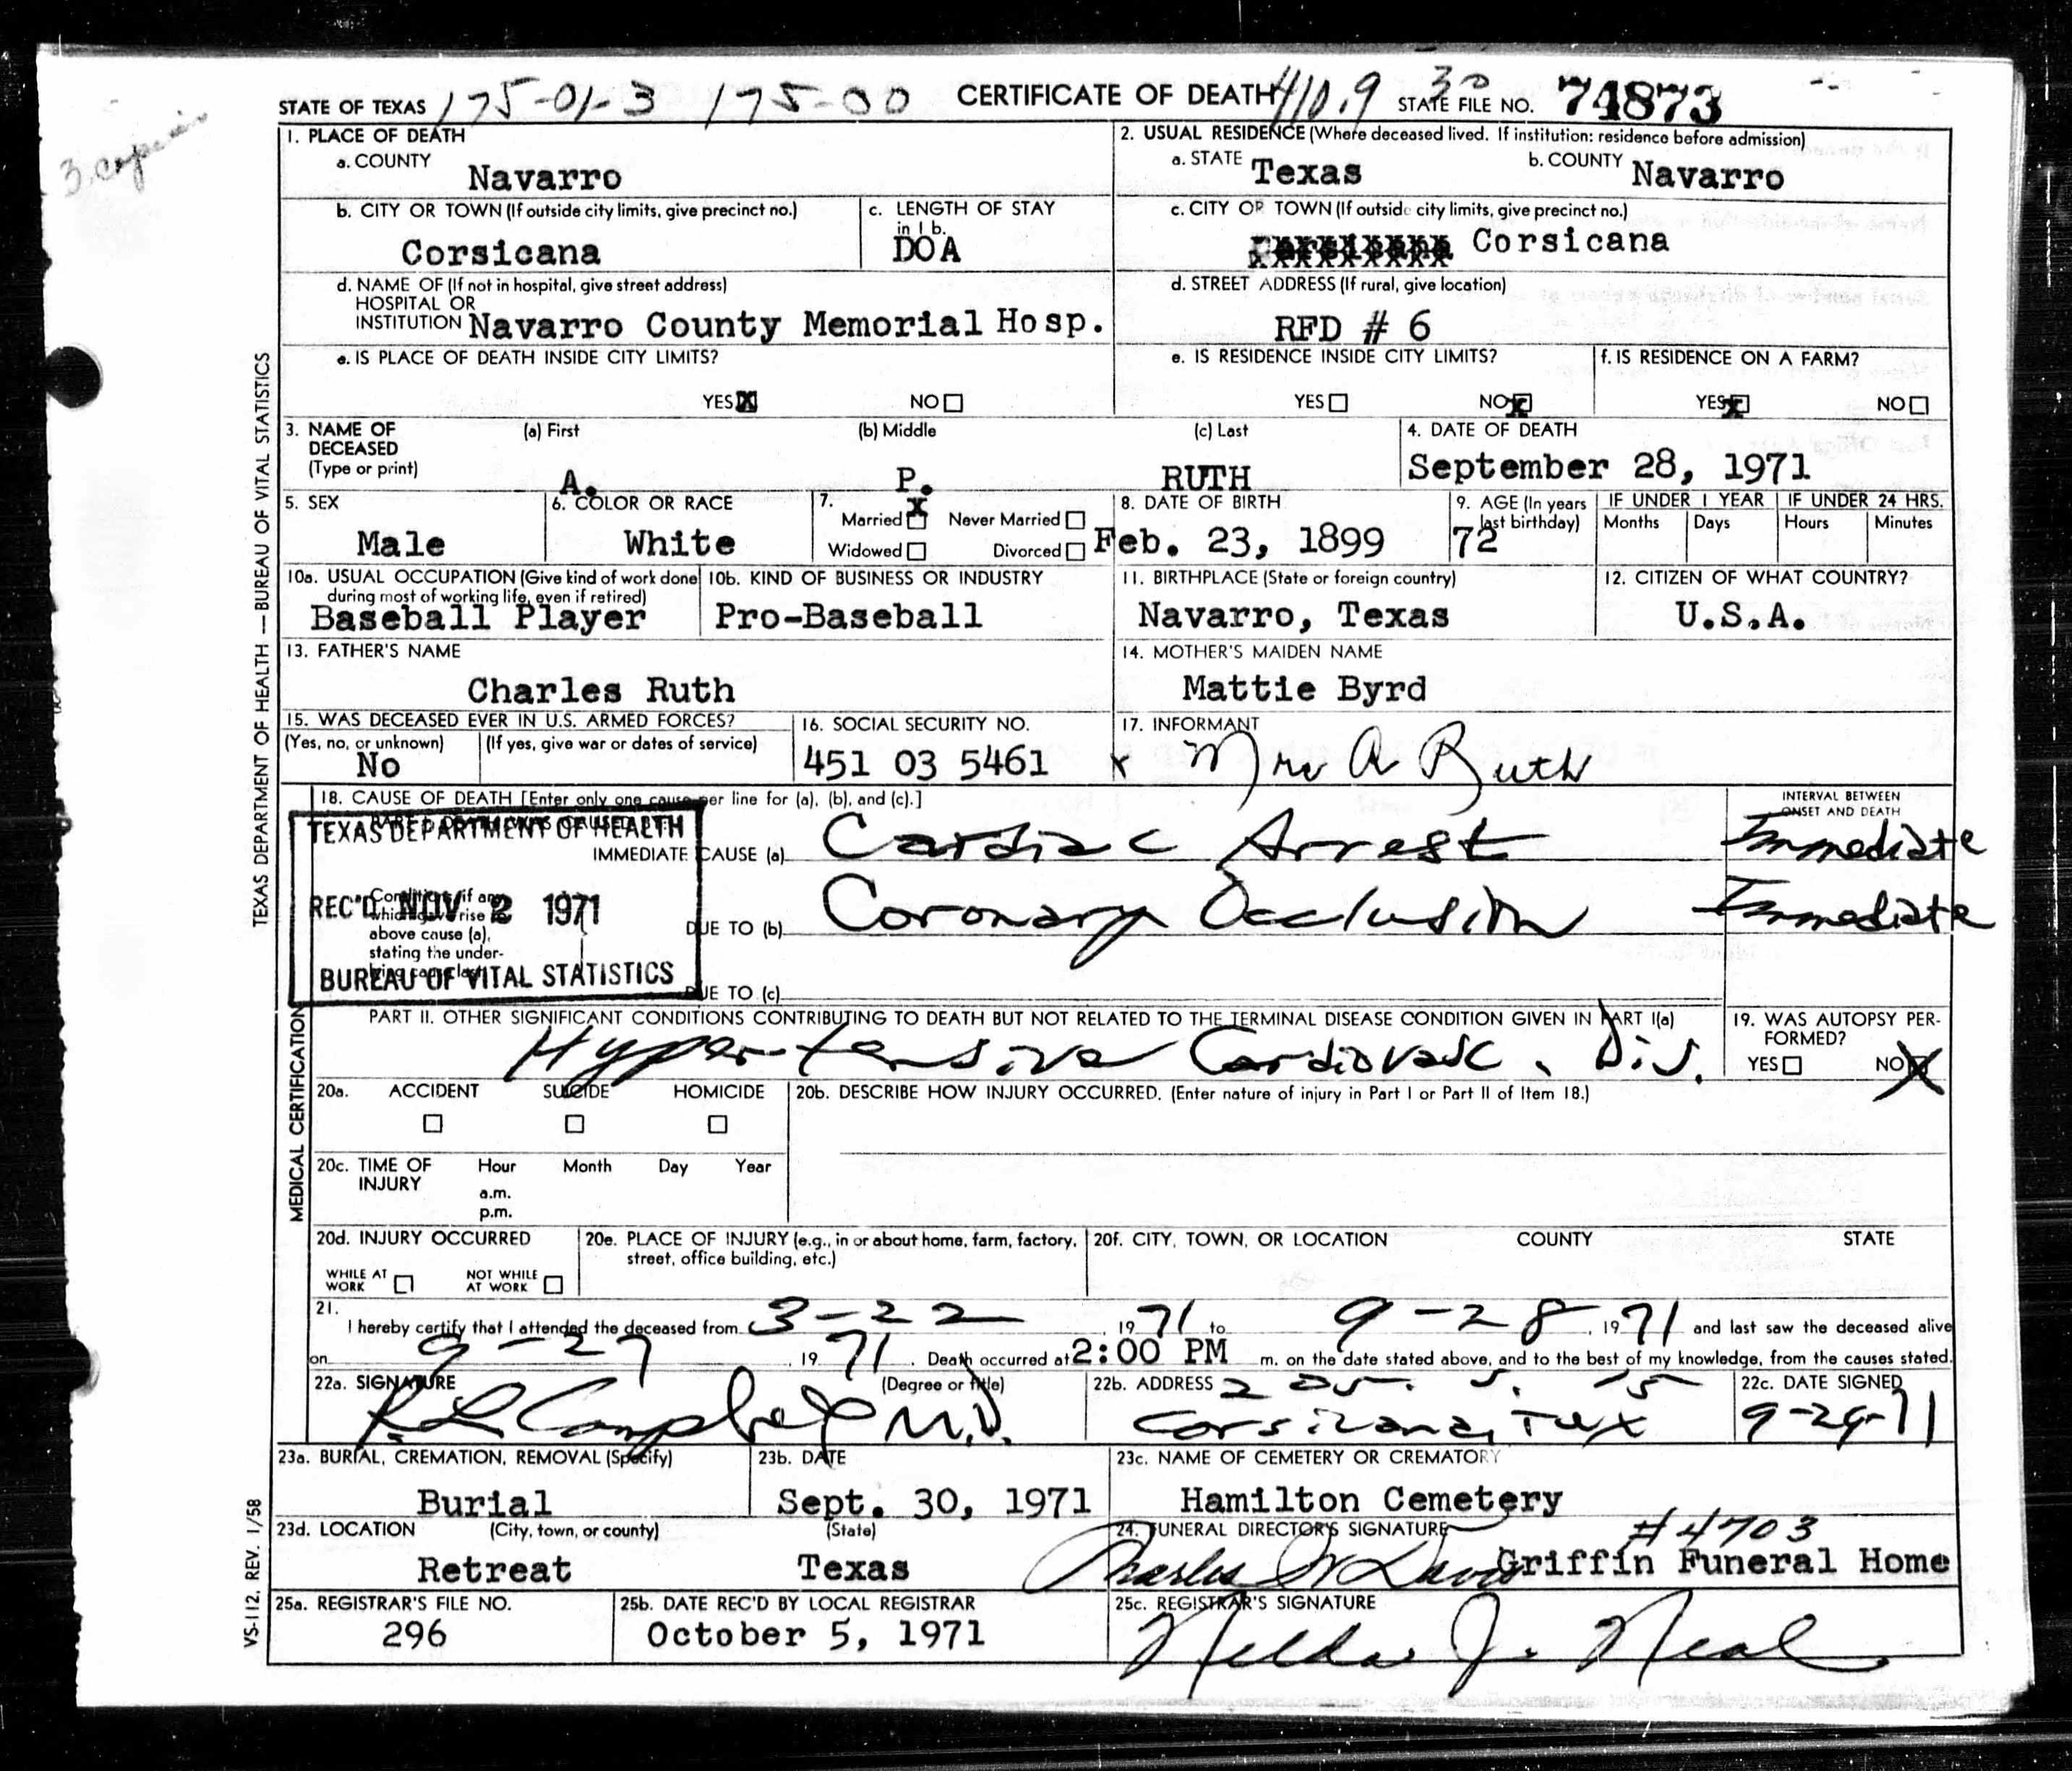 3 copies
STATE OF TEXAS 175-01-3 175-00 CERTIFICATE OF DEATH 410.9 30 STATE FILE NO. 74873
1. PLACE OF DEATH
a. COUNTY Navarro
2. USUAL RESIDENCE (Where deceased lived. If institution: residence before admission)
a. STATE Texas b. COUNTY Navarro
b. CITY OR TOWN (If outside city limits, give precinct no.) Corsicana
c. LENGTH OF STAY in 1 b. DOA
c. CITY OR TOWN (If outside city limits, give precinct no.) Corsicana
d. NAME OF (If not in hospital, give street address)
HOSPITAL OR
INSTITUTION Navarro County Memorial Hosp.
d. STREET ADDRESS (If rural, give location)
RFD # 6
e. IS PLACE OF DEATH INSIDE CITY LIMITS?
YES X NO
e. IS RESIDENCE INSIDE CITY LIMITS?
YES NO X
f. IS RESIDENCE ON A FARM?
YES X NO
3. NAME OF DECEASED (Type or print)
(a) First A. (b) Middle P. (c) Last RUTH
4. DATE OF DEATH
September 28, 1971
5. SEX Male
6. COLOR OR RACE White
7. Married X Never Married
Widowed Divorced
8. DATE OF BIRTH
Feb. 23, 1899
9. AGE (In years last birthday) 72
IF UNDER 1 YEAR Months Days
IF UNDER 24 HRS. Hours Minutes
10a. USUAL OCCUPATION (Give kind of work done during most of working life, even if retired)
Baseball Player
10b. KIND OF BUSINESS OR INDUSTRY
Pro-Baseball
11. BIRTHPLACE (State or foreign country)
Navarro, Texas
12. CITIZEN OF WHAT COUNTRY?
U.S.A.
13. FATHER'S NAME
Charles Ruth
14. MOTHER'S MAIDEN NAME
Mattie Byrd
15. WAS DECEASED EVER IN U.S. ARMED FORCES?
(Yes, no, or unknown) (If yes, give war or dates of service)
No
16. SOCIAL SECURITY NO.
451 03 5461
17. INFORMANT
x Mrs A Ruth
18. CAUSE OF DEATH [Enter only one cause per line for (a), (b), and (c).]
INTERVAL BETWEEN ONSET AND DEATH
TEXAS DEPARTMENT OF HEALTH
REC'D NOV 2 1971
BUREAU OF VITAL STATISTICS
IMMEDIATE CAUSE (a) Cardiac Arrest Immediate
above cause (a),
stating the under-
DUE TO (b) Coronary Occlusion Immediate
DUE TO (c)
PART II. OTHER SIGNIFICANT CONDITIONS CONTRIBUTING TO DEATH BUT NOT RELATED TO THE TERMINAL DISEASE CONDITION GIVEN IN PART I(a)
Hypertensive Cardiovasc. Dis.
19. WAS AUTOPSY PER-
FORMED?
YES NO X
20a. ACCIDENT SUICIDE HOMICIDE
20b. DESCRIBE HOW INJURY OCCURRED. (Enter nature of injury in Part I or Part II of Item 18.)
20c. TIME OF INJURY Hour Month Day Year
a.m.
p.m.
20d. INJURY OCCURRED
WHILE AT WORK NOT WHILE AT WORK
20e. PLACE OF INJURY (e.g., in or about home, farm, factory, street, office building, etc.)
20f. CITY, TOWN, OR LOCATION COUNTY STATE
21. I hereby certify that I attended the deceased from 3-22, 1971 to 9-28, 1971 and last saw the deceased alive
on 9-27, 1971. Death occurred at 2:00 PM m. on the date stated above, and to the best of my knowledge, from the causes stated.
22a. SIGNATURE (Degree or title)
R L Campbell M.D.
22b. ADDRESS 205. S. 15
Corsicana, Tex
22c. DATE SIGNED
9-29-71
23a. BURIAL, CREMATION, REMOVAL (Specify)
Burial
23b. DATE
Sept. 30, 1971
23c. NAME OF CEMETERY OR CREMATORY
Hamilton Cemetery
23d. LOCATION (City, town, or county) (State)
Retreat Texas
24. FUNERAL DIRECTOR'S SIGNATURE #4703
Charles W Davis Griffin Funeral Home
25a. REGISTRAR'S FILE NO.
296
25b. DATE REC'D BY LOCAL REGISTRAR
October 5, 1971
25c. REGISTRAR'S SIGNATURE
Nelda J. Neal
TEXAS DEPARTMENT OF HEALTH — BUREAU OF VITAL STATISTICS
MEDICAL CERTIFICATION
VS-112, REV. 1/58